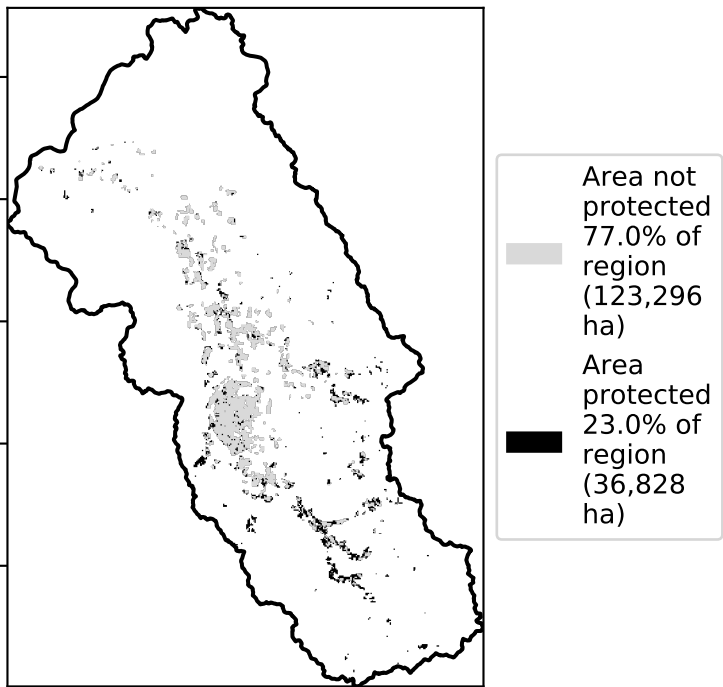 Area not
protected
77.0% of
region
(123,296
ha)
Area
protected
23.0% of
region
(36,828
ha)